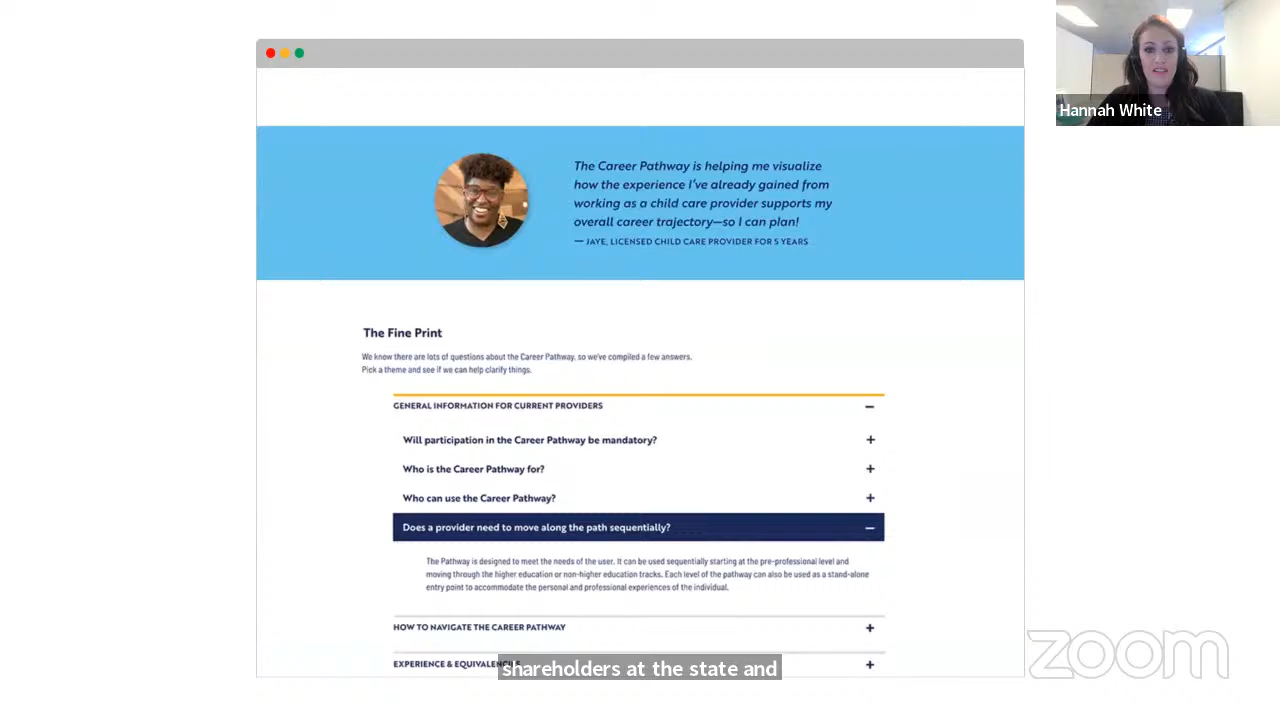 Hannah White
The Career Pathway is helping me visualize
how the experience I've already gained from
working as a child care provider supports my
overall career trajectory—so I can plan!
— JAYE, LICENSED CHILD CARE PROVIDER FOR 5 YEARS
The Fine Print
We know there are lots of questions about the Career Pathway, so we've compiled a few answers.
Pick a theme and see if we can help clarify things.
GENERAL INFORMATION FOR CURRENT PROVIDERS −
Will participation in the Career Pathway be mandatory? +
Who is the Career Pathway for? +
Who can use the Career Pathway? +
Does a provider need to move along the path sequentially? −
The Pathway is designed to meet the needs of the user. It can be used sequentially starting at the pre-professional level and
moving through the higher education or non-higher education tracks. Each level of the pathway can also be used as a stand-alone
entry point to accommodate the personal and professional experiences of the individual.
HOW TO NAVIGATE THE CAREER PATHWAY +
EXPERIENCE & +
shareholders at the state and
zoom